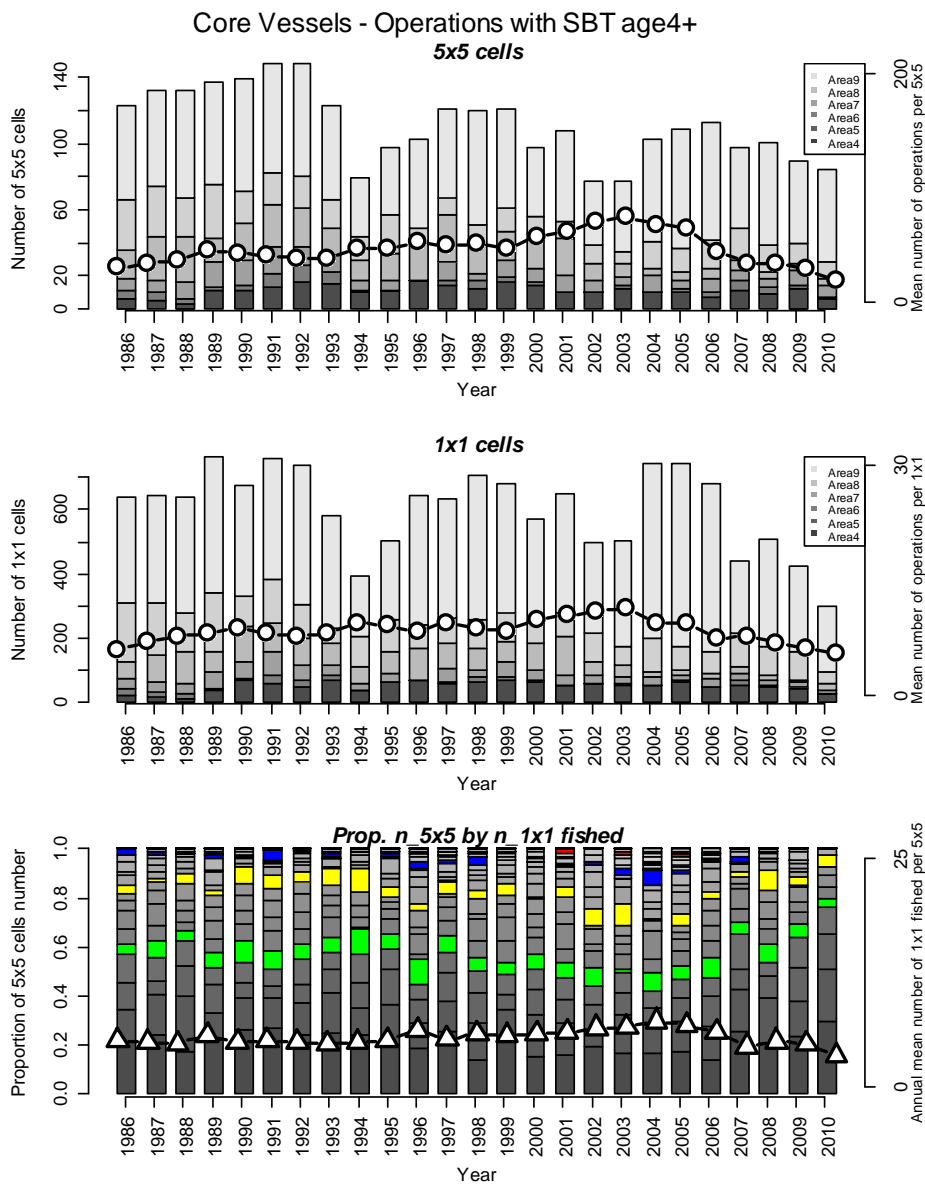 Core Vessels - Operations with SBT age4+
5x5 cells
Number of 5x5 cells
0 20 60 100 140
Area9
Area8
Area7
Area6
Area5
Area4
0 200
Mean number of operations per 5x5
1986 1987 1988 1989 1990 1991 1992 1993 1994 1995 1996 1997 1998 1999 2000 2001 2002 2003 2004 2005 2006 2007 2008 2009 2010
Year
1x1 cells
Number of 1x1 cells
0 200 400 600
Area9
Area8
Area7
Area6
Area5
Area4
0 30
Mean number of operations per 1x1
1986 1987 1988 1989 1990 1991 1992 1993 1994 1995 1996 1997 1998 1999 2000 2001 2002 2003 2004 2005 2006 2007 2008 2009 2010
Year
Prop. n_5x5 by n_1x1 fished
Proportion of 5x5 cells number
0.0 0.2 0.4 0.6 0.8 1.0
0 25
Annual mean number of 1x1 fished per 5x5
1986 1987 1988 1989 1990 1991 1992 1993 1994 1995 1996 1997 1998 1999 2000 2001 2002 2003 2004 2005 2006 2007 2008 2009 2010
Year